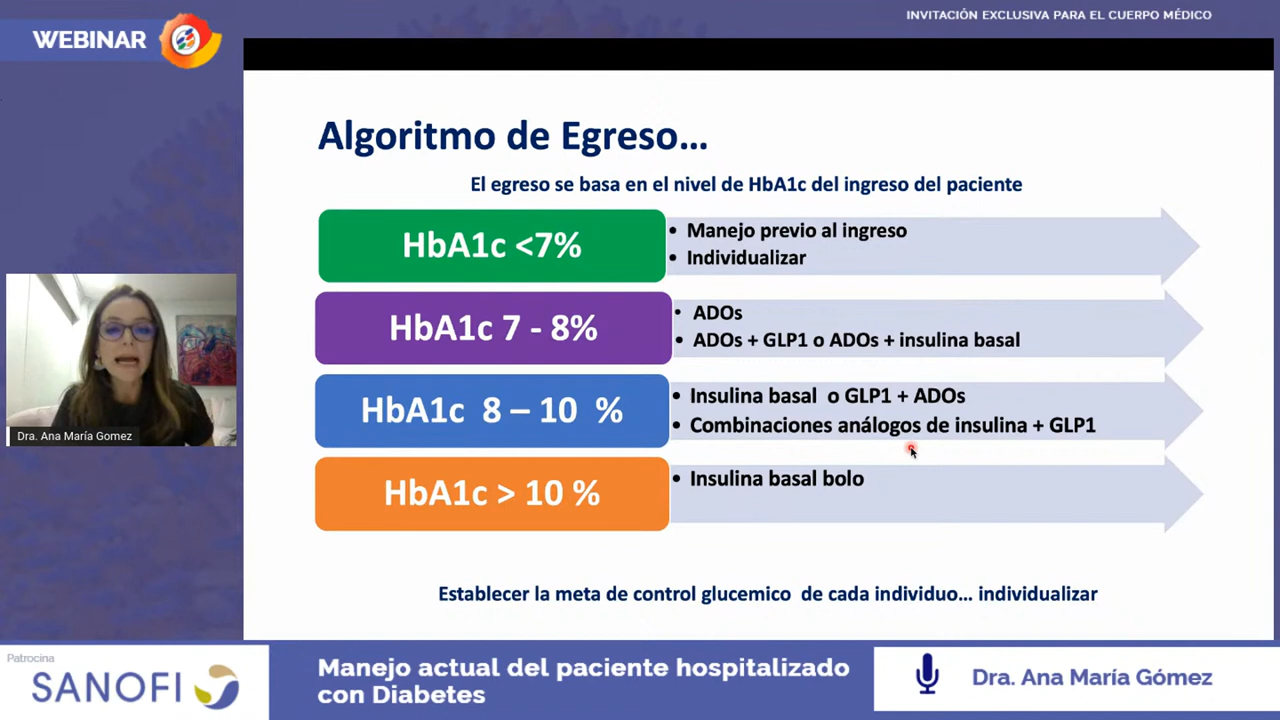 INVITACIÓN EXCLUSIVA PARA EL CUERPO MÉDICO
WEBINAR
Algoritmo de Egreso...
El egreso se basa en el nivel de HbA1c del ingreso del paciente
HbA1c <7%
• Manejo previo al ingreso
• Individualizar
HbA1c 7 - 8%
• ADOs
• ADOs + GLP1 o ADOs + insulina basal
HbA1c 8 – 10 %
• Insulina basal o GLP1 + ADOs
• Combinaciones análogos de insulina + GLP1
HbA1c > 10 %
• Insulina basal bolo
Establecer la meta de control glucemico de cada individuo... individualizar
Dra. Ana María Gomez
Patrocina
SANOFI
Manejo actual del paciente hospitalizado
con Diabetes
Dra. Ana María Gómez